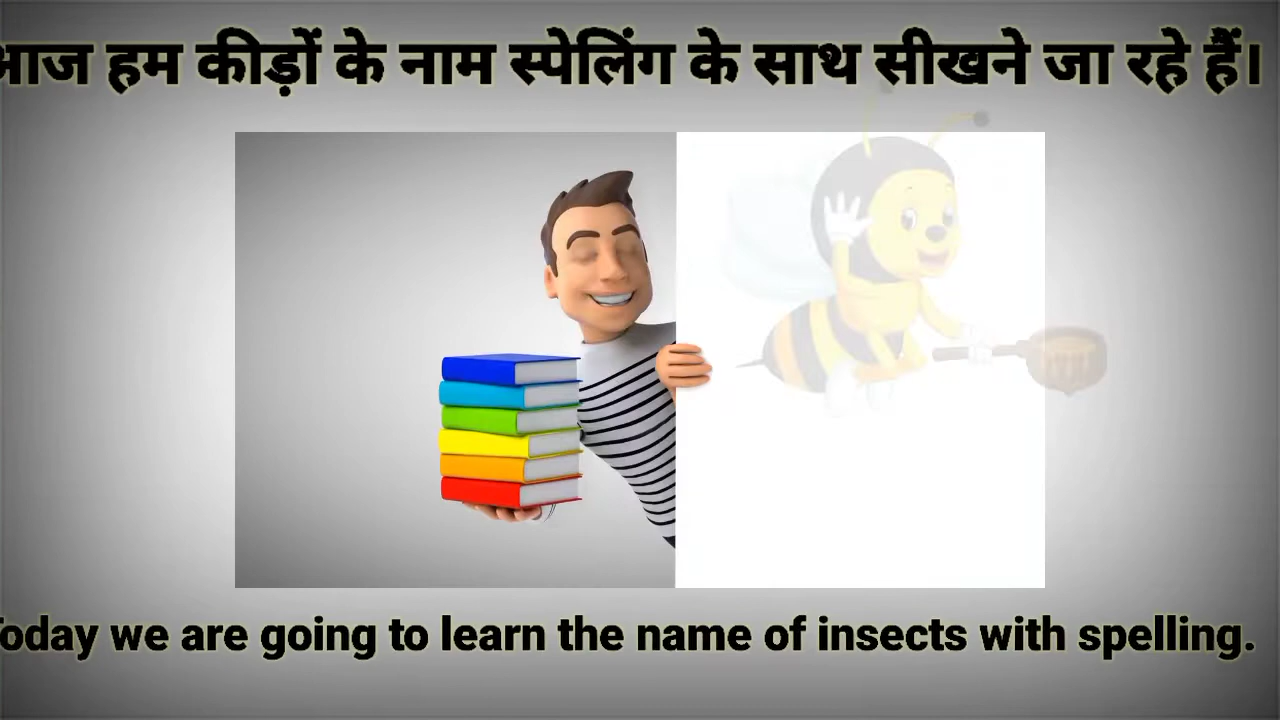 आज हम कीड़ों के नाम स्पेलिंग के साथ सीखने जा रहे हैं।
Today we are going to learn the name of insects with spelling.